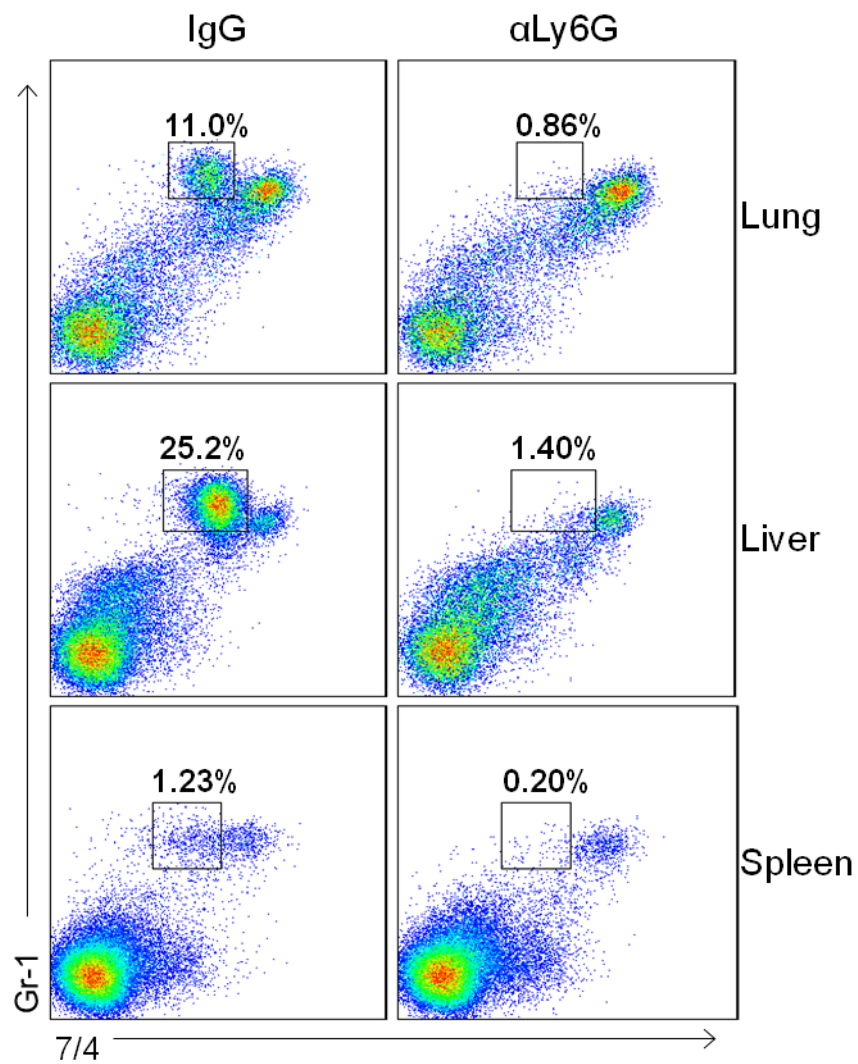 IgG
αLy6G
11.0%
0.86%
Lung
25.2%
1.40%
Liver
1.23%
0.20%
Spleen
Gr-1
7/4